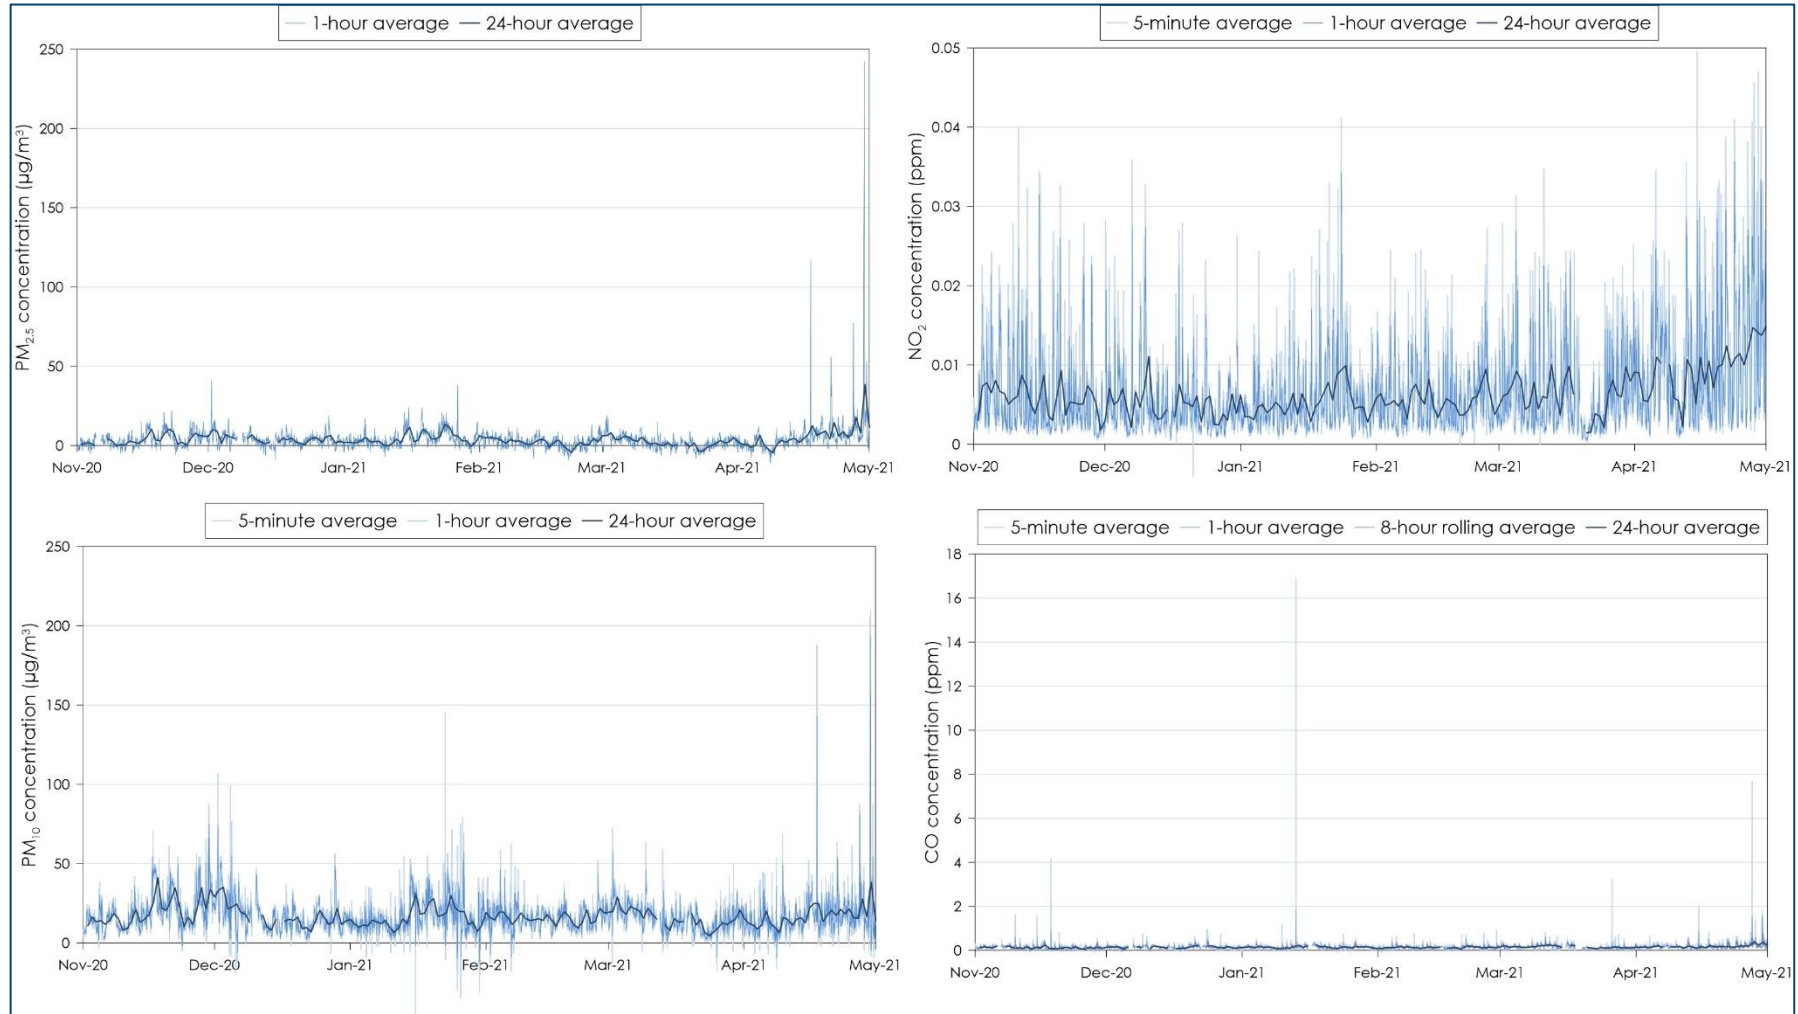 1-hour average 24-hour average
250
200
150
100
50
0
PM2.5 concentration (µg/m³)
Nov-20 Dec-20 Jan-21 Feb-21 Mar-21 Apr-21 May-21
5-minute average 1-hour average 24-hour average
0.05
0.04
0.03
0.02
0.01
0
NO2 concentration (ppm)
Nov-20 Dec-20 Jan-21 Feb-21 Mar-21 Apr-21 May-21
5-minute average 1-hour average 24-hour average
250
200
150
100
50
0
PM10 concentration (µg/m³)
Nov-20 Dec-20 Jan-21 Feb-21 Mar-21 Apr-21 May-21
5-minute average 1-hour average 8-hour rolling average 24-hour average
18
16
14
12
10
8
6
4
2
0
CO concentration (ppm)
Nov-20 Dec-20 Jan-21 Feb-21 Mar-21 Apr-21 May-21